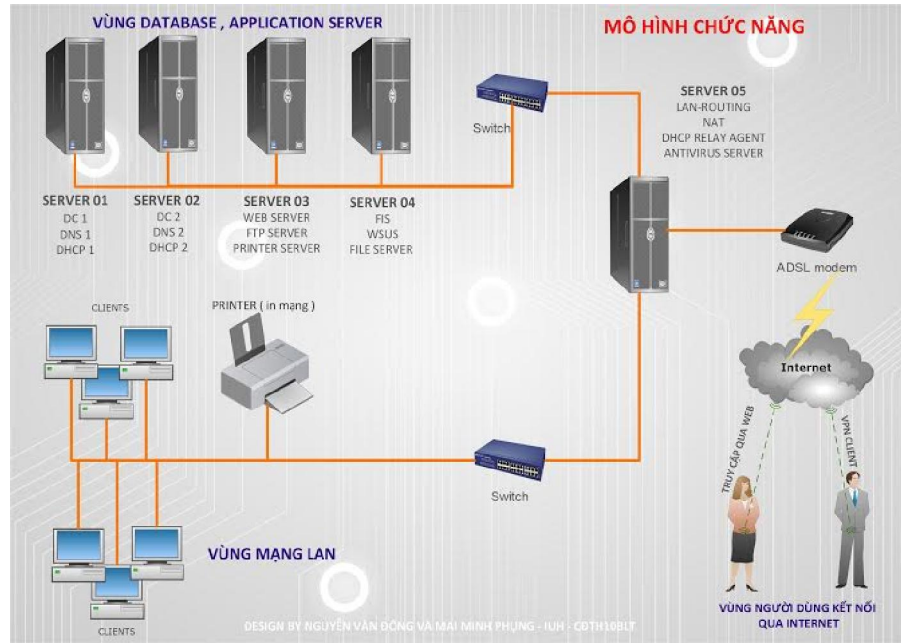 VÙNG DATABASE , APPLICATION SERVER
MÔ HÌNH CHỨC NĂNG
Switch
SERVER 05
LAN-ROUTING
NAT
DHCP RELAY AGENT
ANTIVIRUS SERVER
SERVER 01
DC 1
DNS 1
DHCP 1
SERVER 02
DC 2
DNS 2
DHCP 2
SERVER 03
WEB SERVER
FTP SERVER
PRINTER SERVER
SERVER 04
FIS
WSUS
FILE SERVER
ADSL modem
CLIENTS
PRINTER ( in mạng )
Internet
TRUY CẬP QUA WEB
VPN CLIENT
Switch
VÙNG MẠNG LAN
CLIENTS
VÙNG NGƯỜI DÙNG KẾT NỐI
QUA INTERNET
DESIGN BY NGUYỄN VĂN ĐÔNG VÀ MAI MINH PHỤNG - IUH - CĐTH10BLT